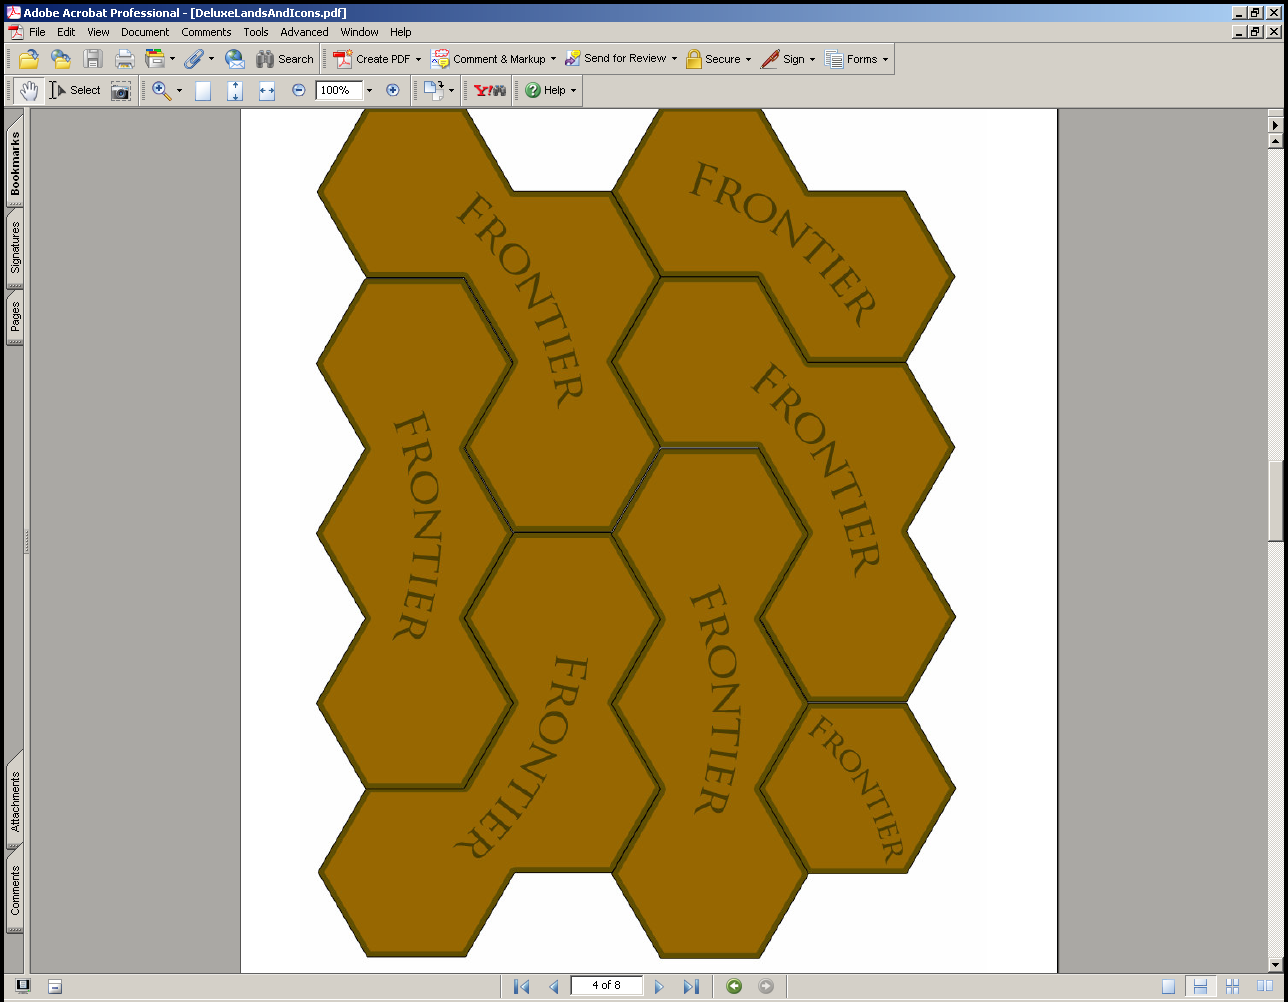 Adobe Acrobat Professional - [DeluxeLandsAndIcons.pdf]
File Edit View Document Comments Tools Advanced Window Help
Search Create PDF Comment & Markup Send for Review Secure Sign Forms
Select 100% Y! Help
Bookmarks
Signatures
Pages
Attachments
Comments
FRONTIER
FRONTIER
FRONTIER
FRONTIER
FRONTIER
FRONTIER
FRONTIER
4 of 8